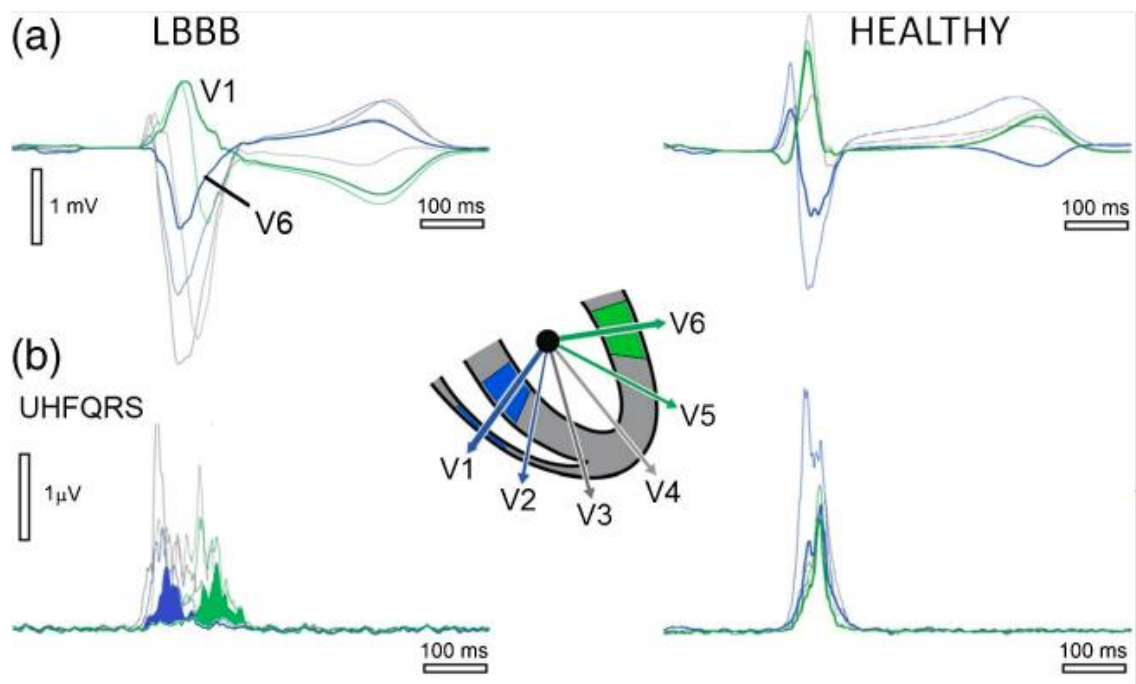 (a)
LBBB
HEALTHY
V1
V6
1 mV
100 ms
100 ms
(b)
UHFQRS
1μV
V6
V5
V4
V3
V2
V1
100 ms
100 ms